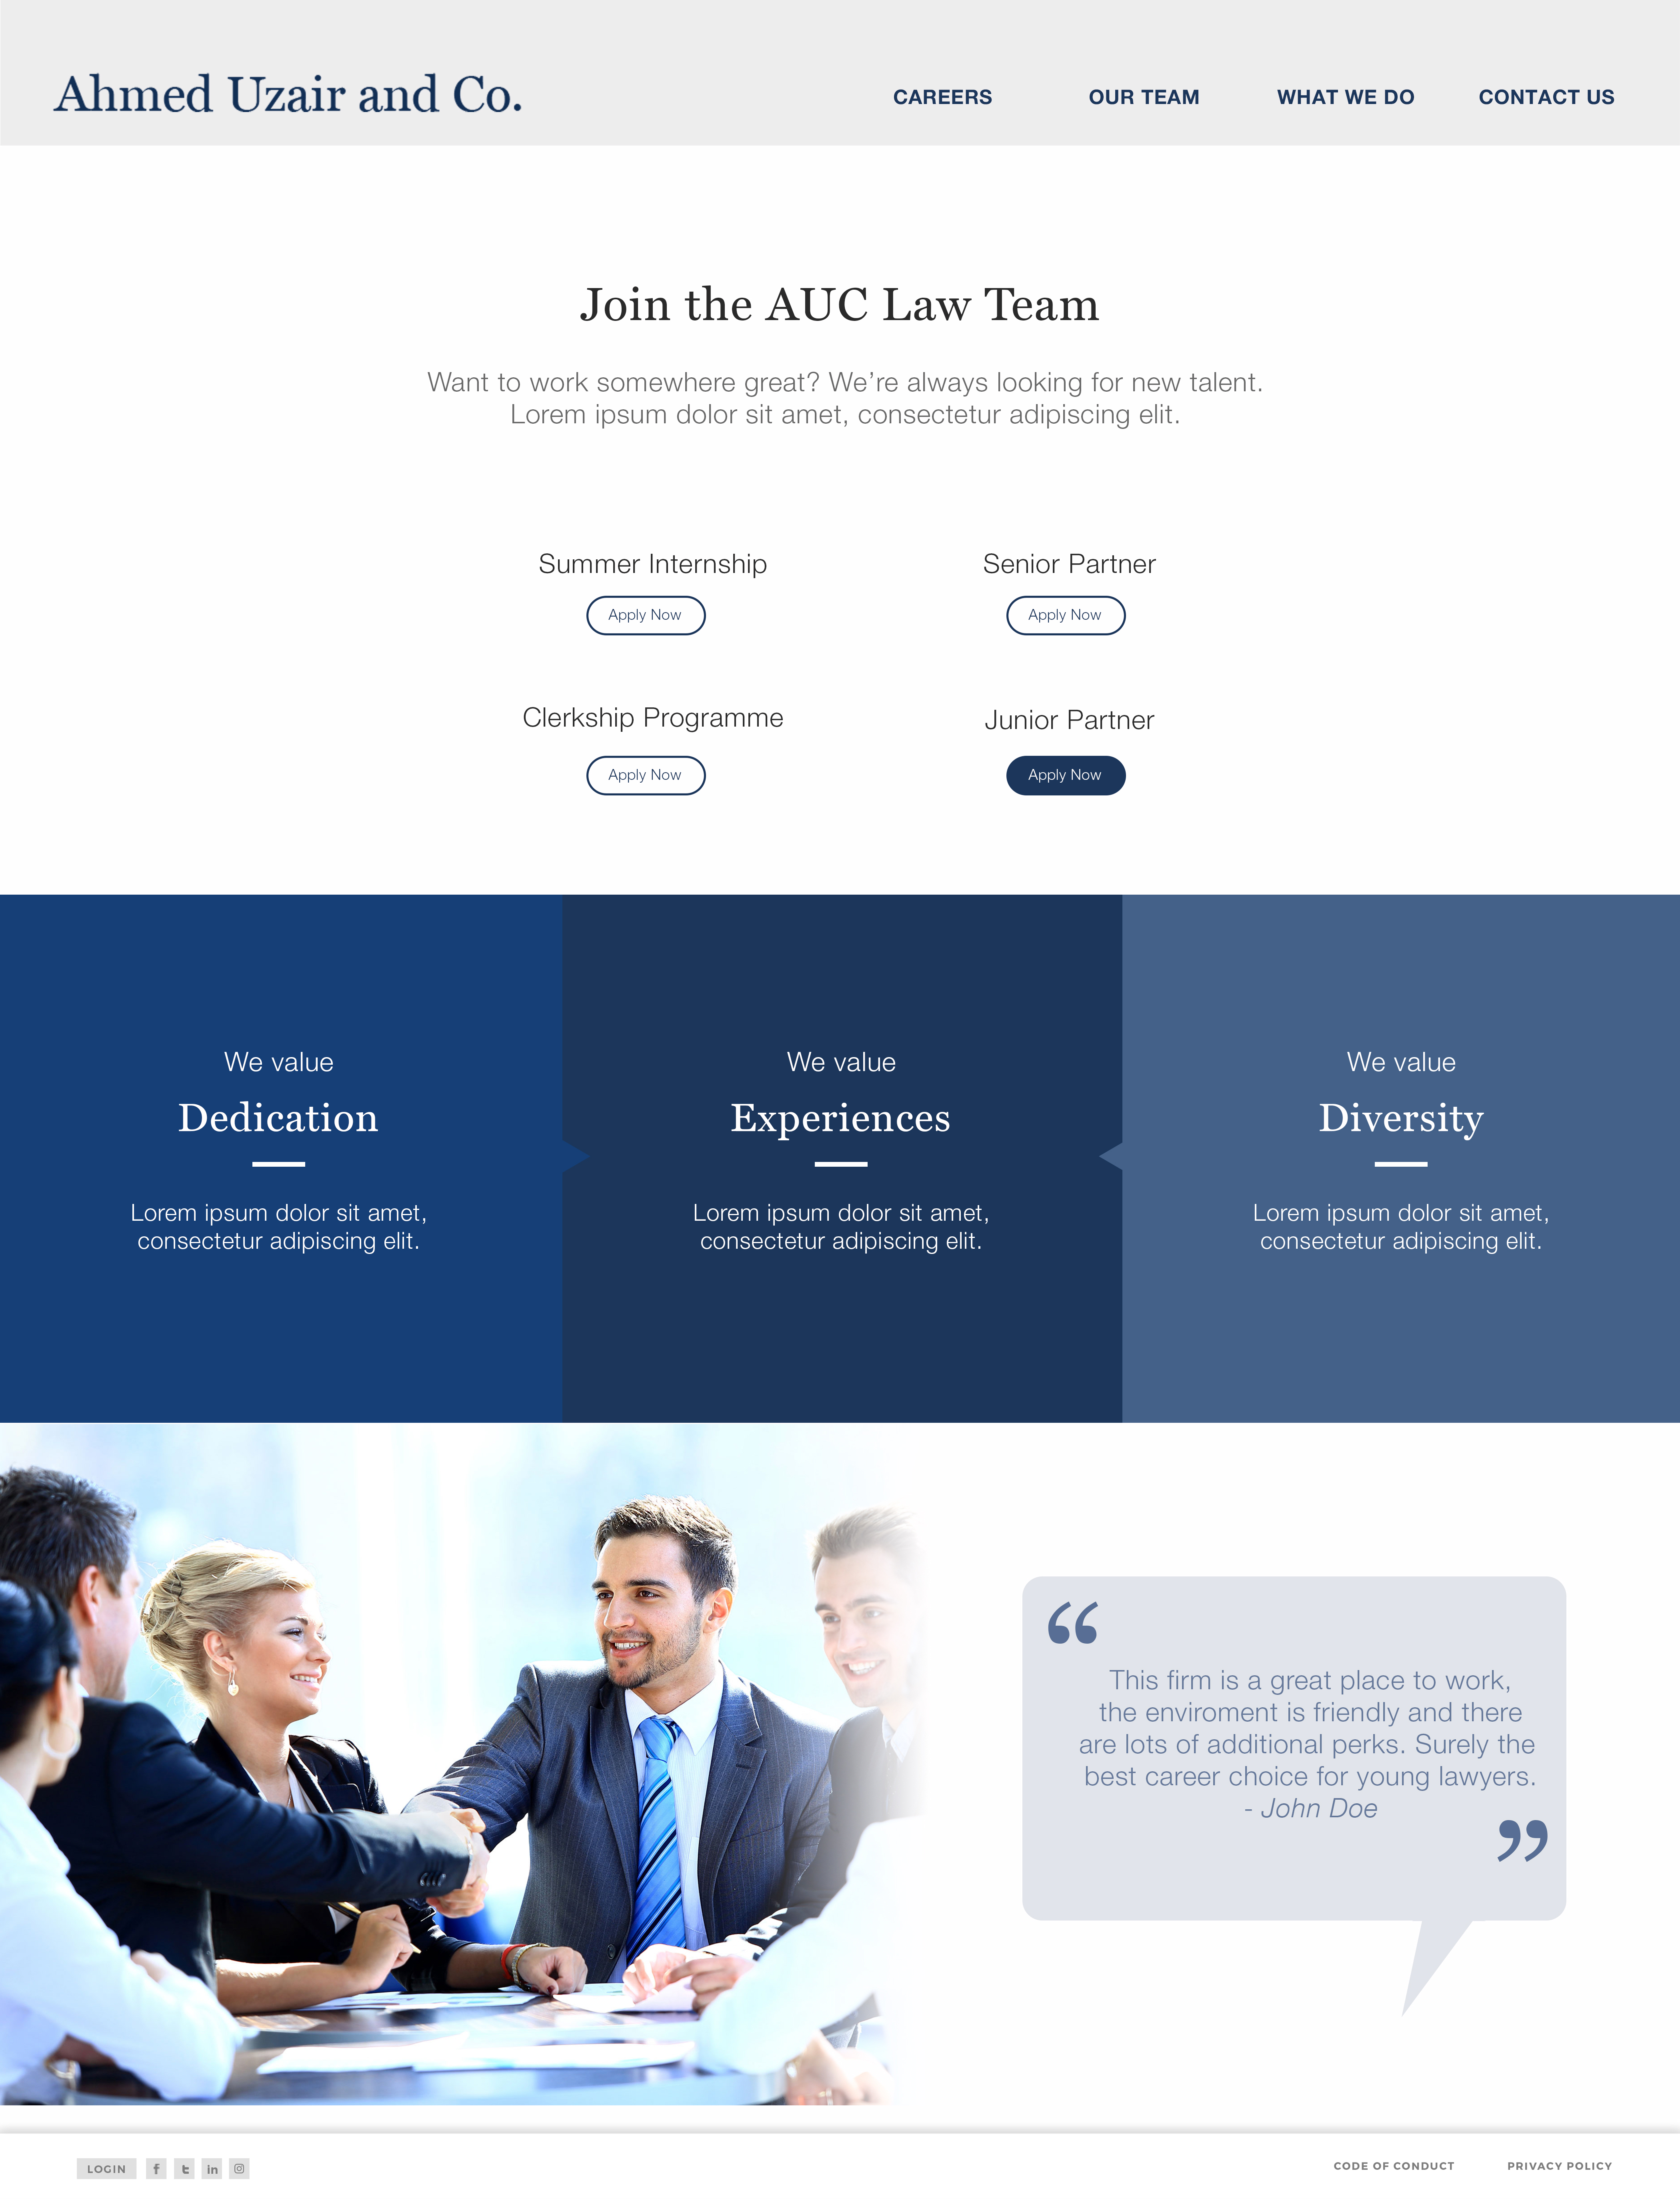 Ahmed Uzair and Co.
CAREERS
OUR TEAM
WHAT WE DO
CONTACT US
Join the AUC Law Team
Want to work somewhere great? We’re always looking for new talent.
Lorem ipsum dolor sit amet, consectetur adipiscing elit.
Summer Internship
Apply Now
Senior Partner
Apply Now
Clerkship Programme
Apply Now
Junior Partner
Apply Now
We value
Dedication
Lorem ipsum dolor sit amet,
consectetur adipiscing elit.
We value
Experiences
Lorem ipsum dolor sit amet,
consectetur adipiscing elit.
We value
Diversity
Lorem ipsum dolor sit amet,
consectetur adipiscing elit.
“
This firm is a great place to work,
the enviroment is friendly and there
are lots of additional perks. Surely the
best career choice for young lawyers.
- John Doe
”
LOGIN
CODE OF CONDUCT
PRIVACY POLICY